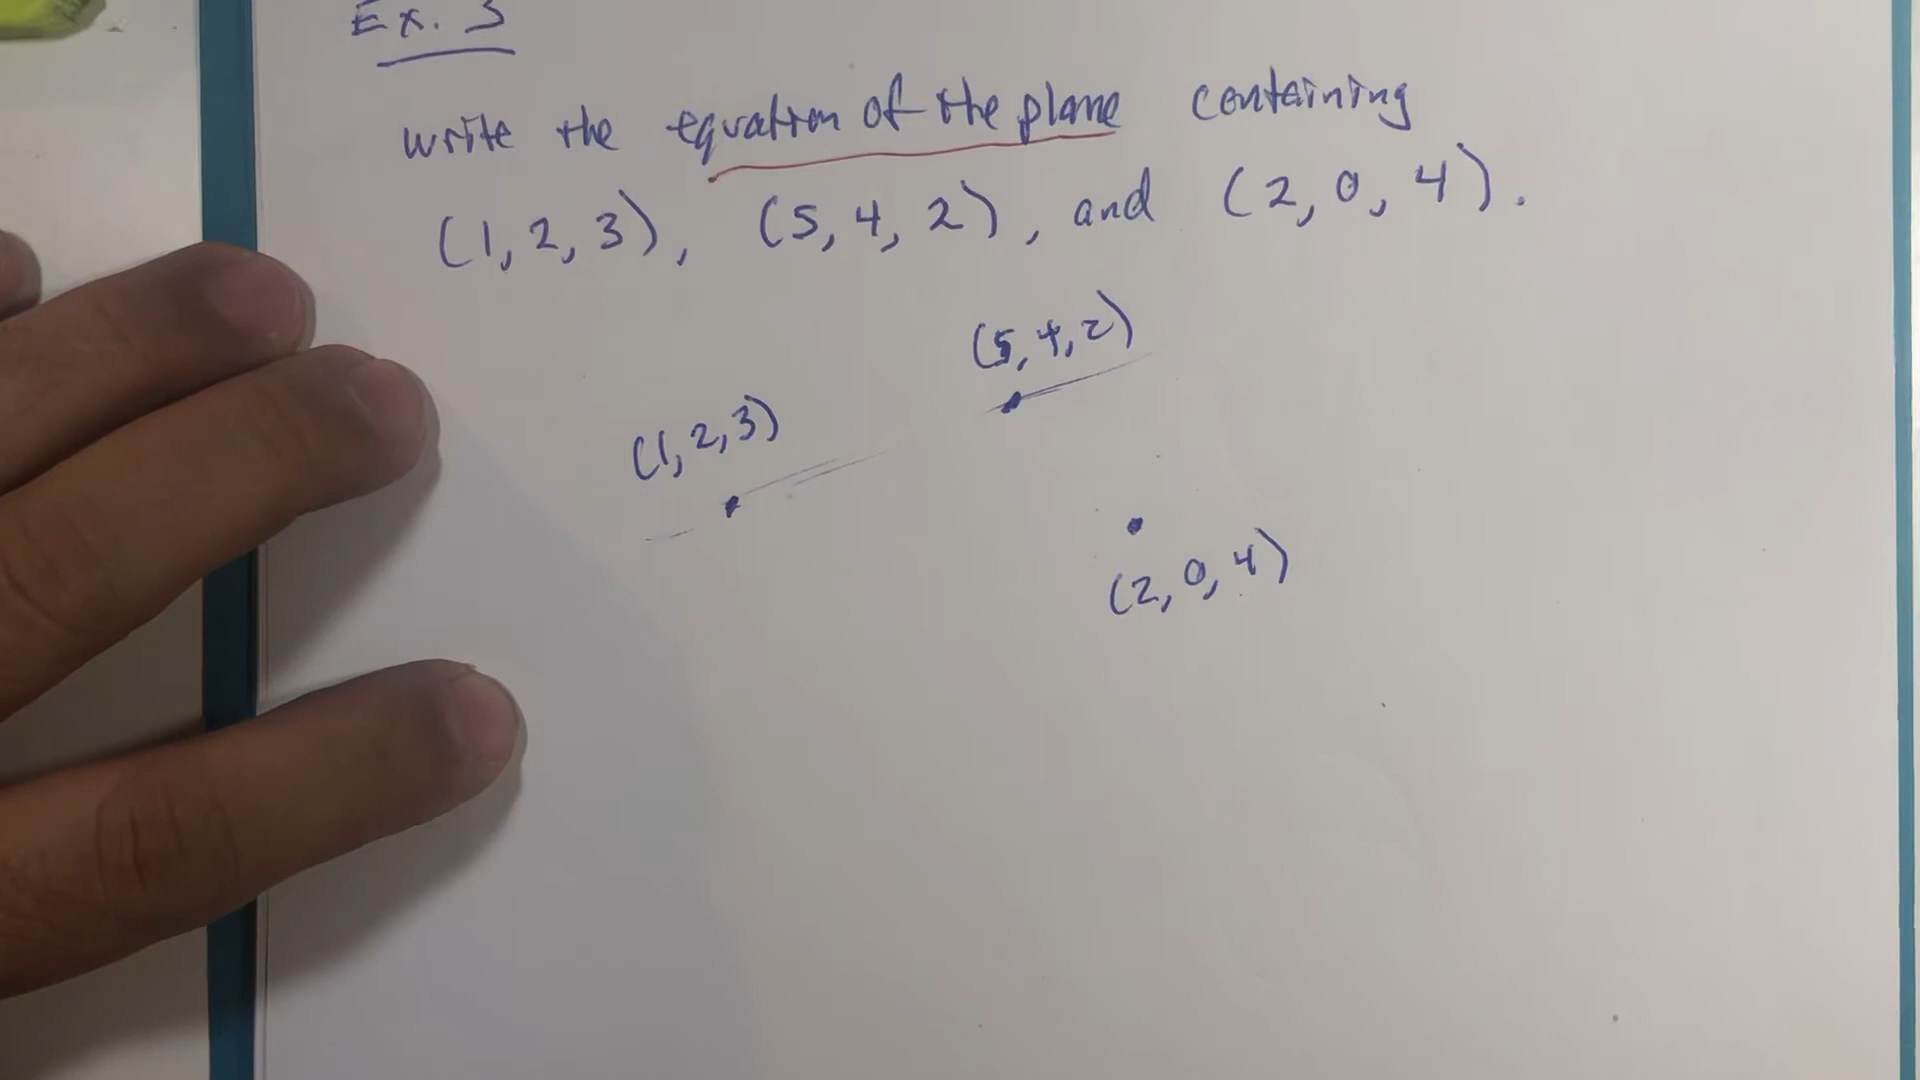 Ex. 3
write the equation of the plane containing
(1, 2, 3), (5, 4, 2), and (2, 0, 4).
(5, 4, 2)
(1, 2, 3)
(2, 0, 4)